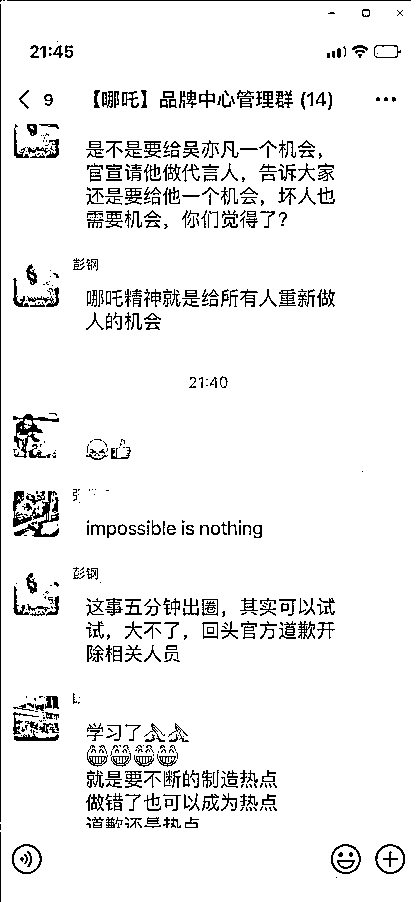 21:45
9
【哪吒】品牌中心管理群 (14)
是不是要给吴亦凡一个机会，
官宣请他做代言人，告诉大家
还是要给他一个机会，坏人也
需要机会，你们觉得了？
彭钢
哪吒精神就是给所有人重新做
人的机会
21:40
impossible is nothing
彭钢
这事五分钟出圈，其实可以试
试，大不了，回头官方道歉开
除相关人员
学习了
就是要不断的制造热点
做错了也可以成为热点
道歉还是热点